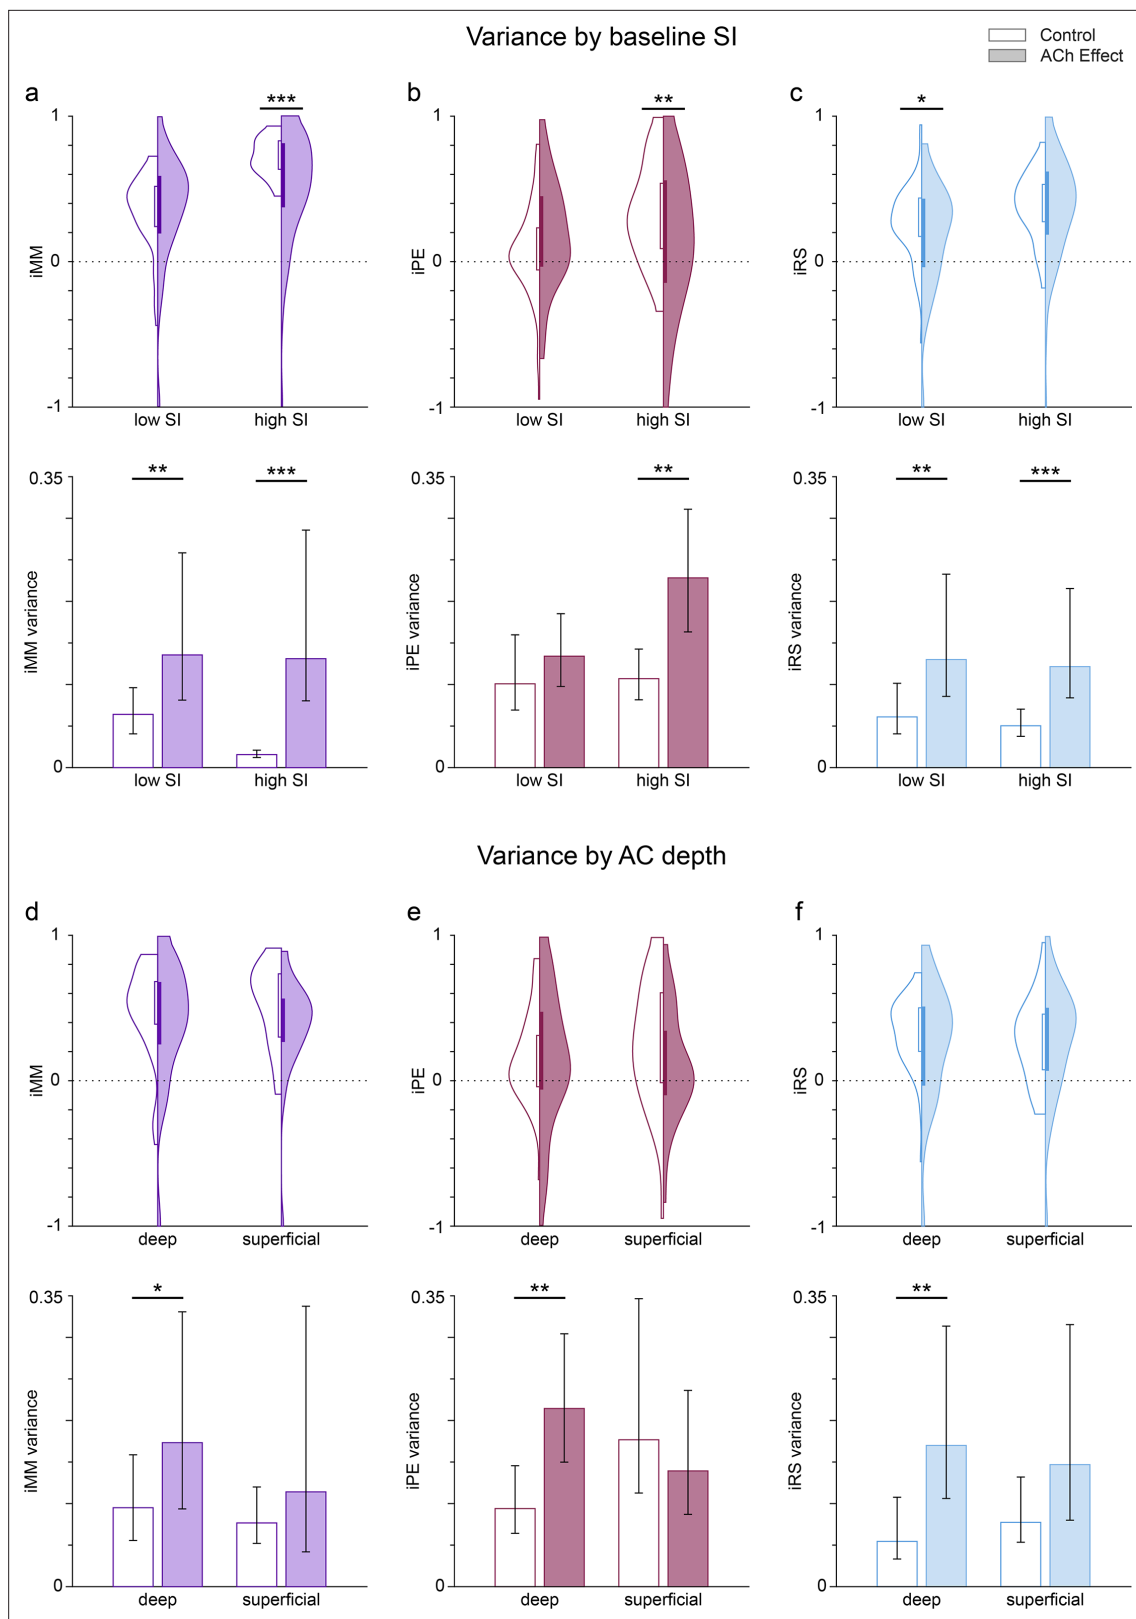 Variance by baseline SI
Control
ACh Effect
a
b
c
***
**
*
1
0
-1
iMM
low SI
high SI
1
0
-1
iPE
low SI
high SI
1
0
-1
iRS
low SI
high SI
**
***
**
**
***
0.35
0
iMM variance
low SI
high SI
0.35
0
iPE variance
low SI
high SI
0.35
0
iRS variance
low SI
high SI
Variance by AC depth
d
e
f
1
0
-1
iMM
deep
superficial
1
0
-1
iPE
deep
superficial
1
0
-1
iRS
deep
superficial
*
**
**
0.35
0
iMM variance
deep
superficial
0.35
0
iPE variance
deep
superficial
0.35
0
iRS variance
deep
superficial